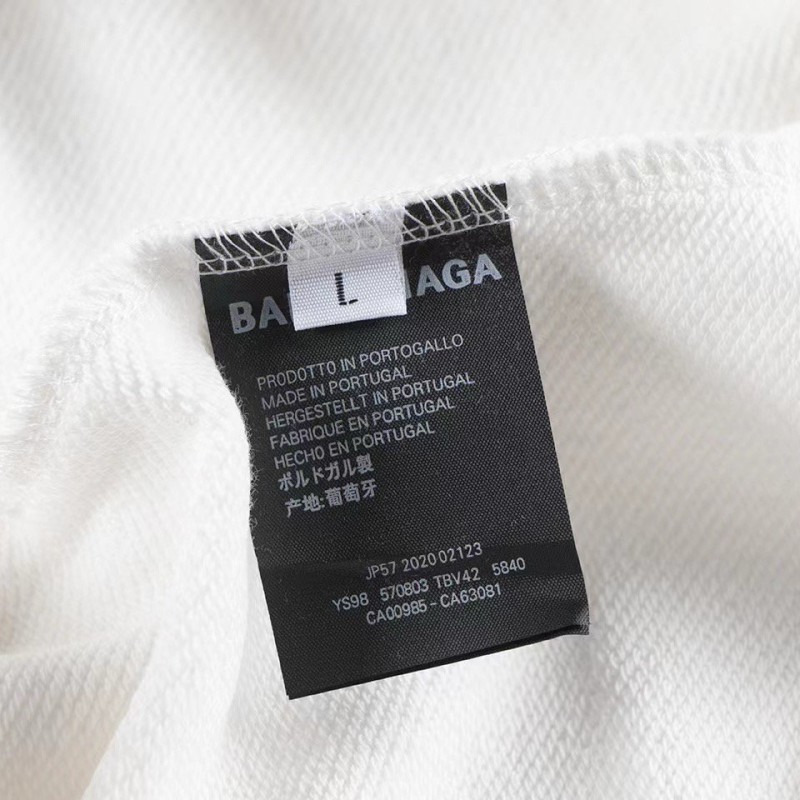 L
BA AGA
PRODOTTO IN PORTOGALLO
MADE IN PORTUGAL
HERGESTELLT IN PORTUGAL
FABRIQUE EN PORTUGAL
HECHO EN PORTUGAL
ポルドガル製
产地:葡萄牙
JP57 2020 02123
YS98 570803 TBV42 5840
CA00985-CA63081